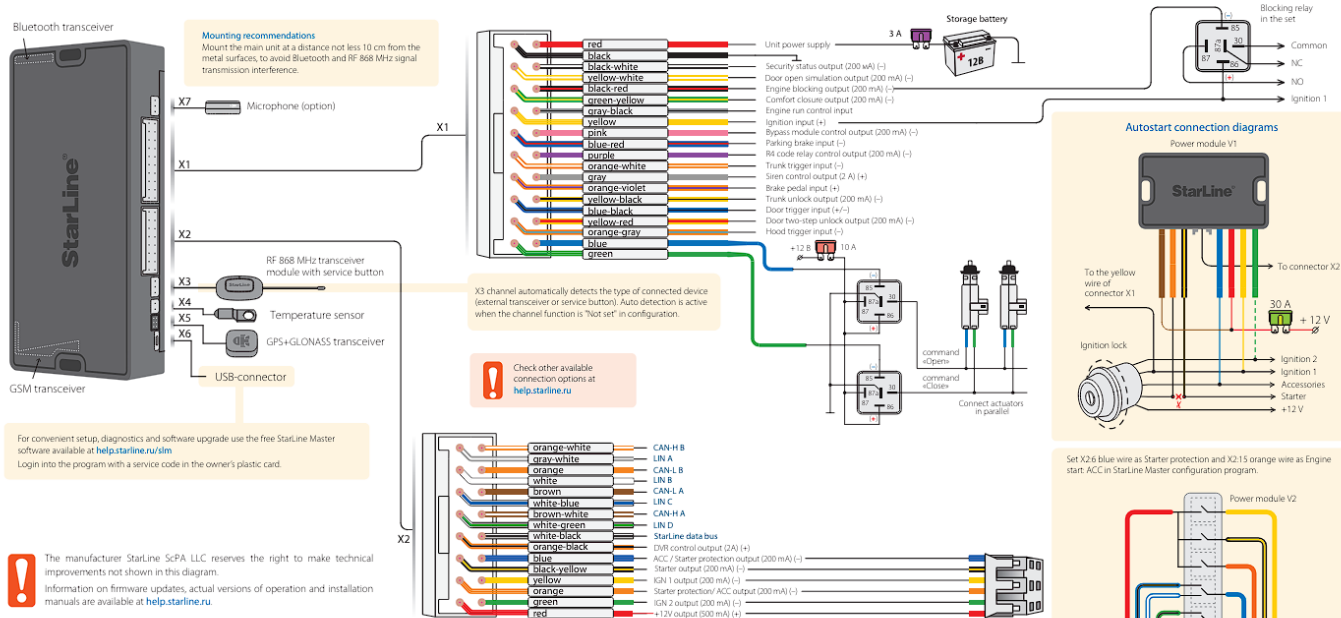 Bluetooth transceiver
Mounting recommendations
Mount the main unit at a distance not less 10 cm from the
metal surfaces, to avoid Bluetooth and RF 868 MHz signal
transmission interference.
StarLine®
X7
Microphone (option)
X1
X2
X3
RF 868 MHz transceiver
module with service button
StarLine
X4
Temperature sensor
X5
GPS+GLONASS transceiver
X6
USB-connector
GSM transceiver
For convenient setup, diagnostics and software upgrade use the free StarLine Master
software available at help.starline.ru/slm
Login into the program with a service code in the owner's plastic card.
The manufacturer StarLine ScPA LLC reserves the right to make technical
improvements not shown in this diagram.
Information on firmware updates, actual versions of operation and installation
manuals are available at help.starline.ru.
X1
red Unit power supply
black
black-white Security status output (200 мА) (–)
yellow-white Door open simulation output (200 mA) (–)
black-red Engine blocking output (200 mA) (–)
green-yellow Comfort closure output (200 mA) (–)
gray-black Engine run control input
yellow Ignition input (+)
pink Bypass module control output (200 mA) (–)
blue-red Parking brake input (–)
purple R4 code relay control output (200 mA) (–)
orange-white Trunk trigger input (–)
gray Siren control output (2 A) (+)
orange-violet Brake pedal input (+)
yellow-black Trunk unlock output (200 mA) (–)
blue-black Door trigger input (+/–)
yellow-red Door two-step unlock output (200 mA) (–)
orange-gray Hood trigger input (–)
blue
green
3 A
Storage battery
12В
+12 В
10 A
(–)
85
87a
30
87
86
(+)
(–)
85
87a
30
87
86
(+)
command
«Open»
command
«Close»
Connect actuators
in parallel
X3 channel automatically detects the type of connected device
(external transceiver or service button). Auto detection is active
when the channel function is "Not set" in configuration.
Check other available
connection options at
help.starline.ru
X2
orange-white CAN-H B
gray-white LIN A
orange CAN-L B
white LIN B
brown CAN-L A
white-blue LIN C
brown-white CAN-H A
white-green LIN D
white-black StarLine data bus
orange-black DVR control output (2A) (+)
blue ACC / Starter protection output (200 mA) (–)
black-yellow Starter output (200 mA) (–)
yellow IGN 1 output (200 mA) (–)
orange Starter protection/ ACC output (200 mA) (–)
green IGN 2 output (200 mA) (–)
red +12V output (500 mA) (+)
Blocking relay
in the set
(–)
85
87a
30
87
86
(+)
Common
NC
NO
Ignition 1
Autostart connection diagrams
Power module V1
StarLine®
To connector X2
To the yellow
wire of
connector X1
30 A
+ 12 V
Ignition lock
Ignition 2
Ignition 1
Accessories
Starter
+12 V
Set X2:6 blue wire as Starter protection and X2:15 orange wire as Engine
start: ACC in StarLine Master configuration program.
Power module V2